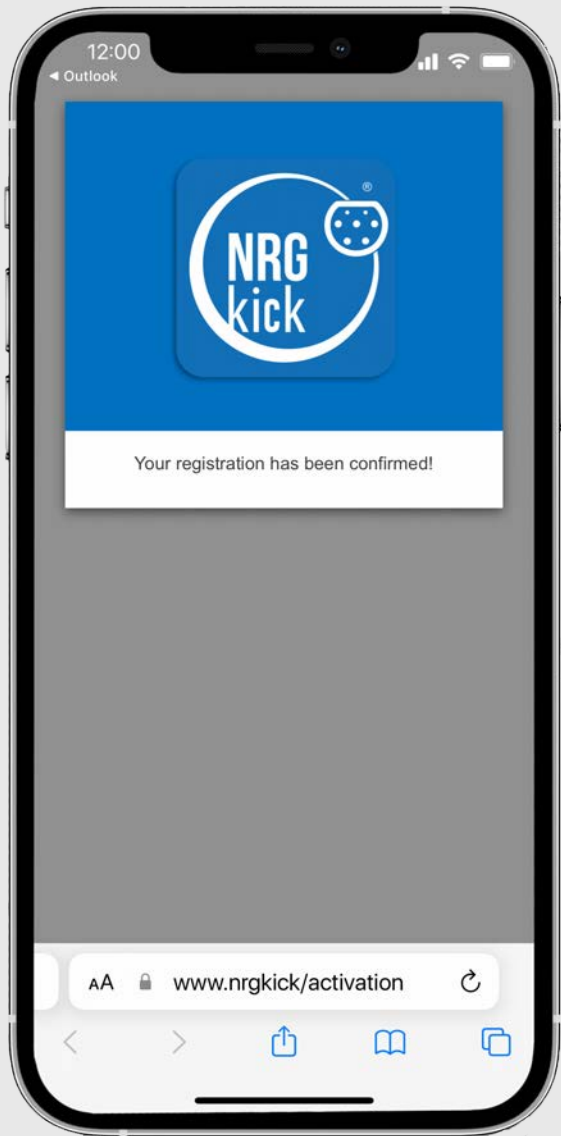 12:00
◀ Outlook
®
NRG
kick
Your registration has been confirmed!
AA www.nrgkick/activation